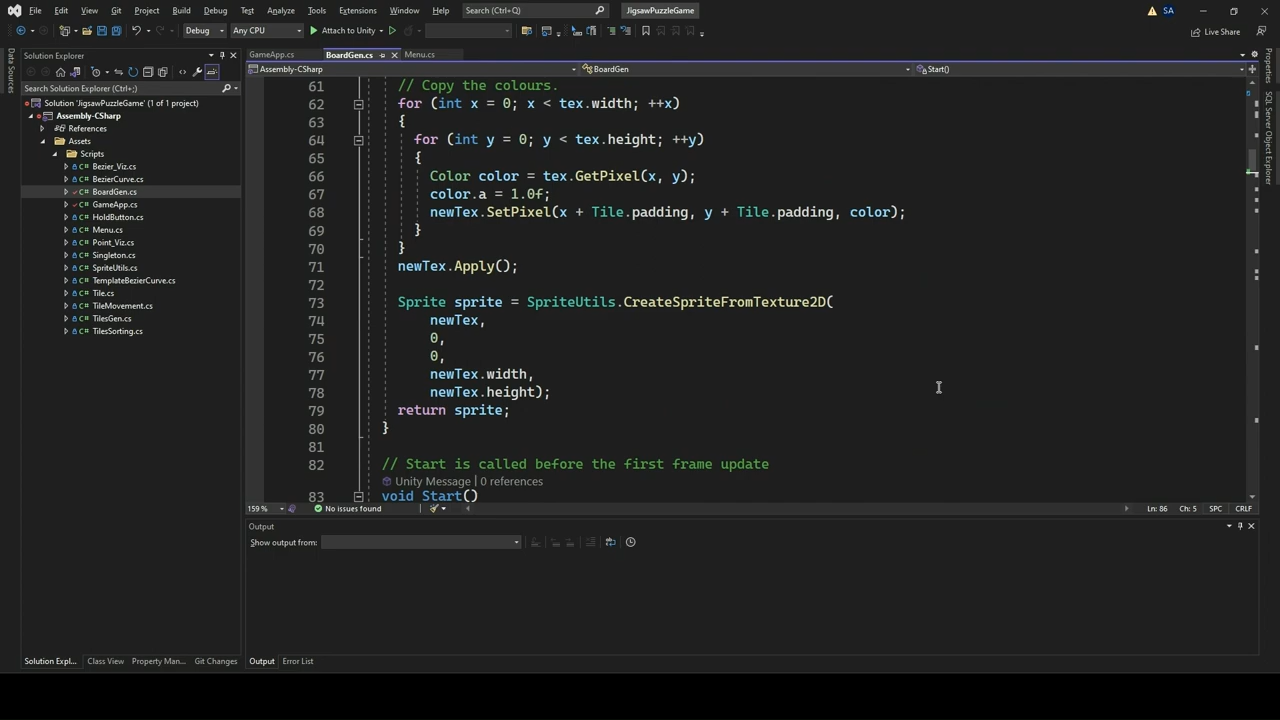 File Edit View Git Project Build Debug Test Analyze Tools Extensions Window Help Search (Ctrl+Q) JigsawPuzzleGame SA
Debug Any CPU Attach to Unity Live Share
Data Sources
Solution Explorer
Search Solution Explorer (Ctrl+;)
Solution 'JigsawPuzzleGame' (1 of 1 project)
Assembly-CSharp
References
Assets
Scripts
Bezier_Viz.cs
BezierCurve.cs
BoardGen.cs
GameApp.cs
HoldButton.cs
Menu.cs
Point_Viz.cs
Singleton.cs
SpriteUtils.cs
TemplateBezierCurve.cs
Tile.cs
TileMovement.cs
TilesGen.cs
TilesSorting.cs
Solution Expl... Class View Property Man... Git Changes
GameApp.cs BoardGen.cs Menu.cs
Assembly-CSharp BoardGen Start()
61 // Copy the colours.
62 for (int x = 0; x < tex.width; ++x)
63 {
64 for (int y = 0; y < tex.height; ++y)
65 {
66 Color color = tex.GetPixel(x, y);
67 color.a = 1.0f;
68 newTex.SetPixel(x + Tile.padding, y + Tile.padding, color);
69 }
70 }
71 newTex.Apply();
72
73 Sprite sprite = SpriteUtils.CreateSpriteFromTexture2D(
74 newTex,
75 0,
76 0,
77 newTex.width,
78 newTex.height);
79 return sprite;
80 }
81
82 // Start is called before the first frame update
Unity Message | 0 references
83 void Start()
159 % No issues found Ln: 86 Ch: 5 SPC CRLF
Output
Show output from:
Output Error List
Properties
SQL Server Object Explorer